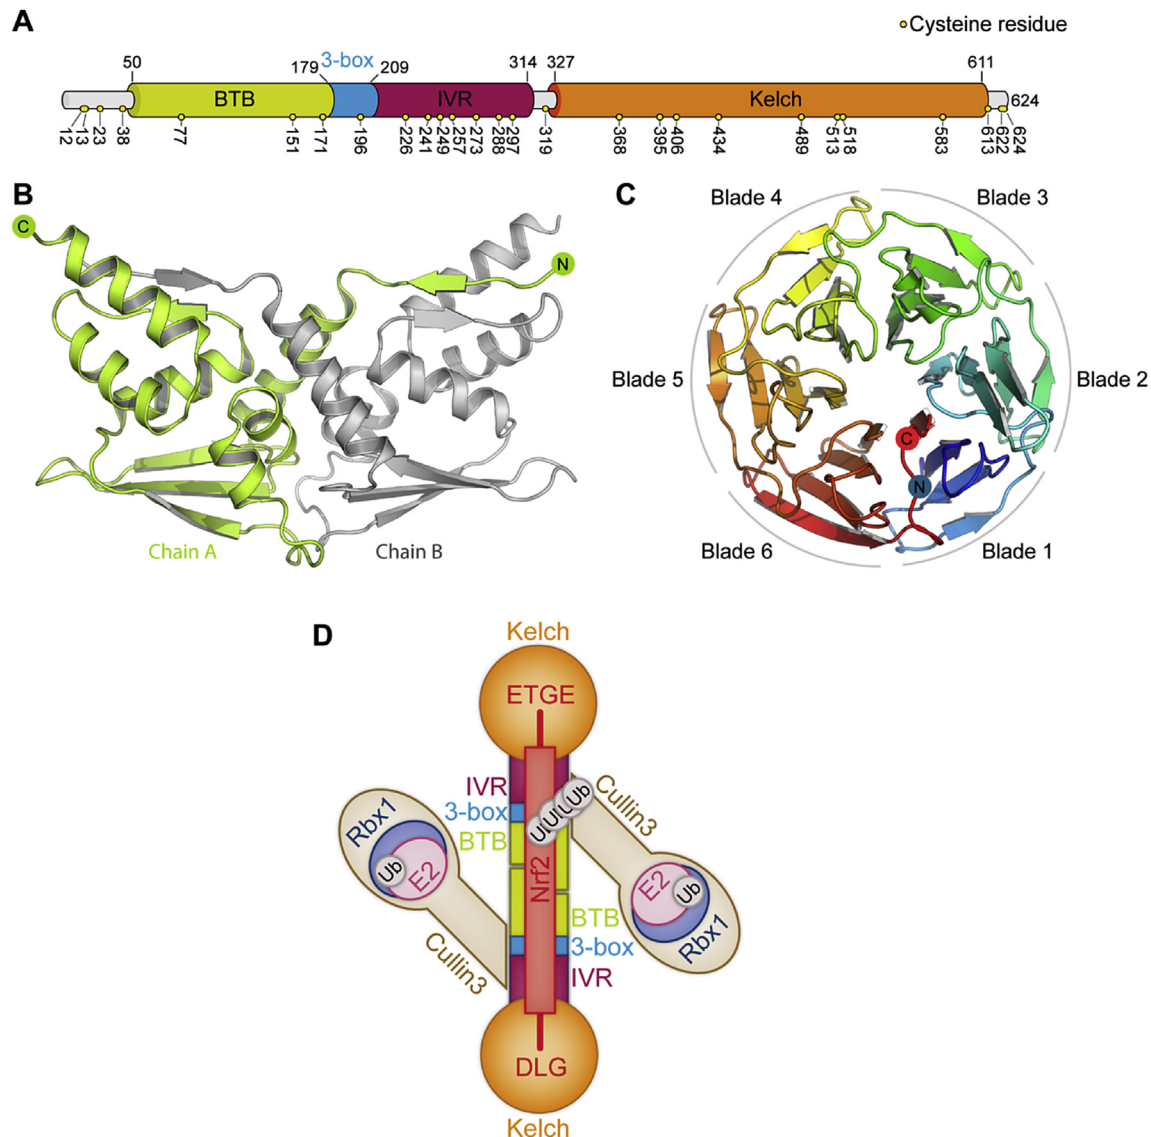 A
Cysteine residue
50
179
3-box
209
314
327
611
BTB
IVR
Kelch
624
12
13
23
38
77
151
171
196
226
241
249
257
273
288
297
319
368
395
406
434
489
513
518
583
613
622
624
B
C
N
Chain A
Chain B
C
Blade 4
Blade 3
Blade 5
Blade 2
C
N
Blade 6
Blade 1
D
Kelch
ETGE
IVR
3-box
BTB
Ub
Cullin3
Rbx1
Ub
E2
Nrf2
E2
Ub
Rbx1
Cullin3
BTB
3-box
IVR
DLG
Kelch